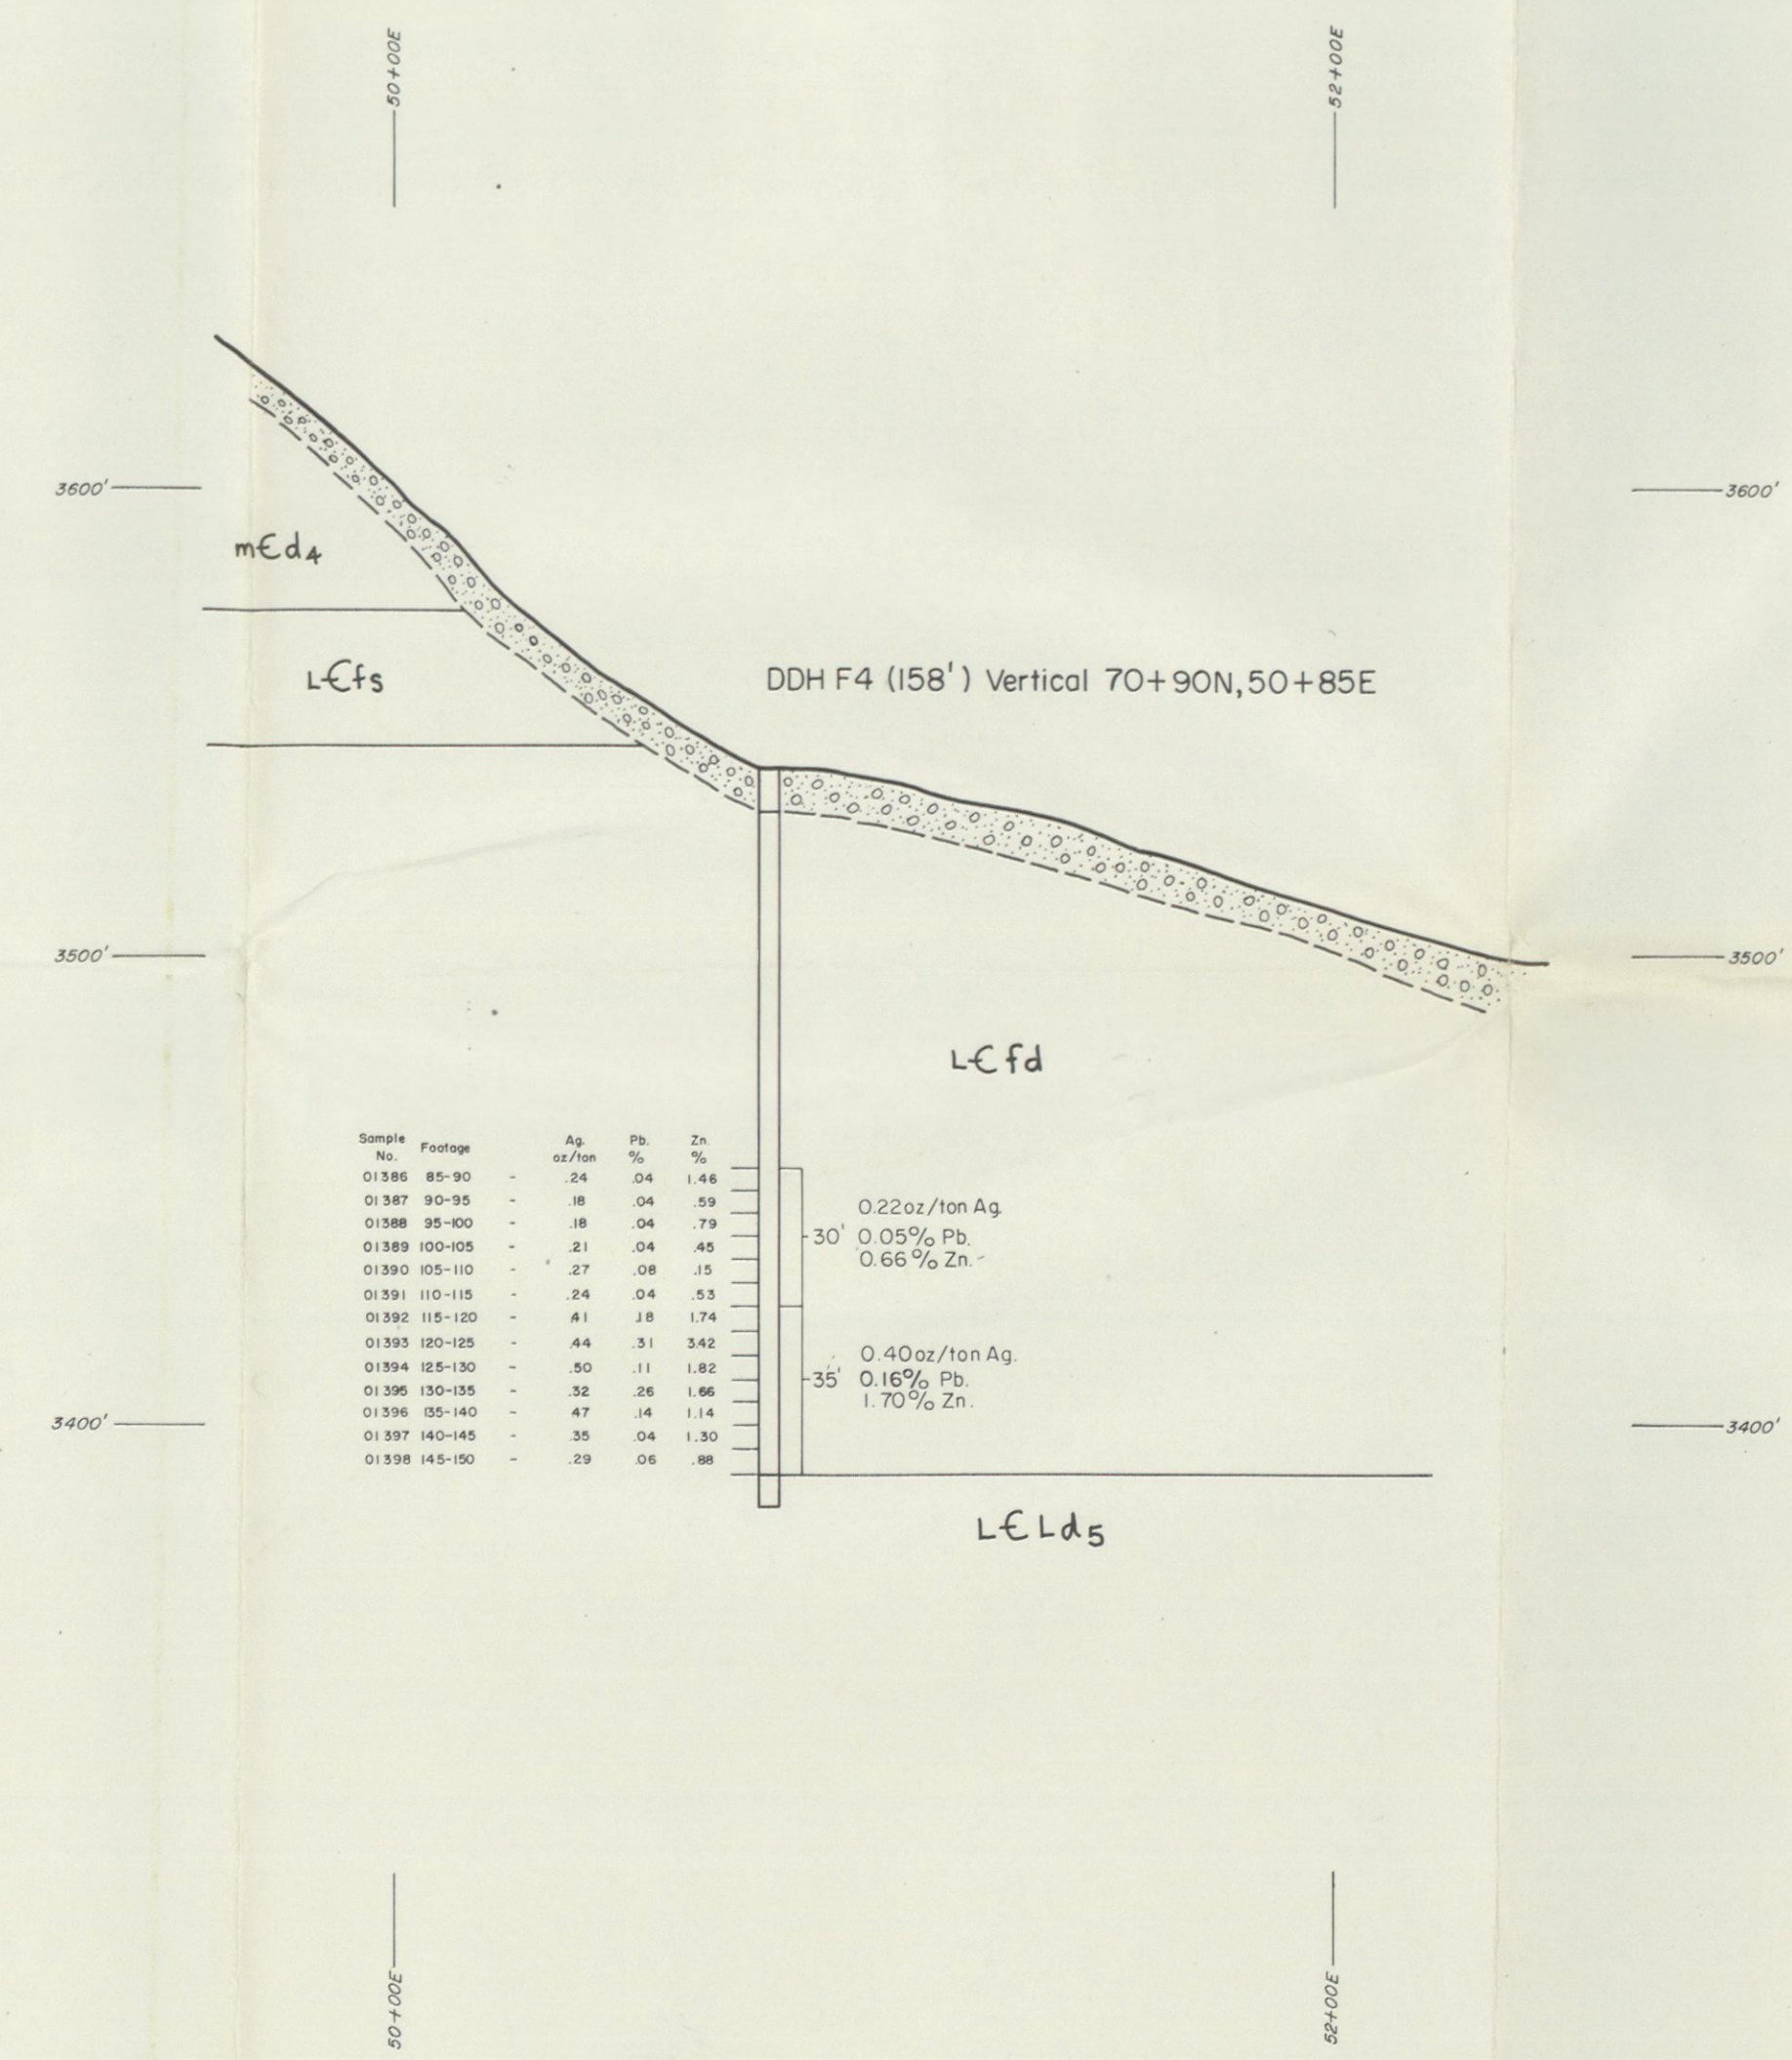 50+00E
52+00E
3600'
3600'
m€d4
L€fs
DDH F4 (158') Vertical 70+90N, 50+85E
3500'
3500'
L€fd
Sample No. Footage Ag. oz/ton Pb. % Zn. %
01386 85-90 - .24 .04 1.46
01387 90-95 - .18 .04 .59
01388 95-100 - .18 .04 .79
01389 100-105 - .21 .04 .45
01390 105-110 - .27 .08 .15
01391 110-115 - .24 .04 .53
01392 115-120 - .41 .18 1.74
01393 120-125 - .44 .31 3.42
01394 125-130 - .50 .11 1.82
01395 130-135 - .32 .26 1.66
01396 135-140 - .47 .14 1.14
01397 140-145 - .35 .04 1.30
01398 145-150 - .29 .06 .88
0.22oz/ton Ag.
30' 0.05% Pb.
0.66% Zn.
0.40oz/ton Ag.
35' 0.16% Pb.
1.70% Zn.
3400'
3400'
L€Ld5
50+00E
52+00E